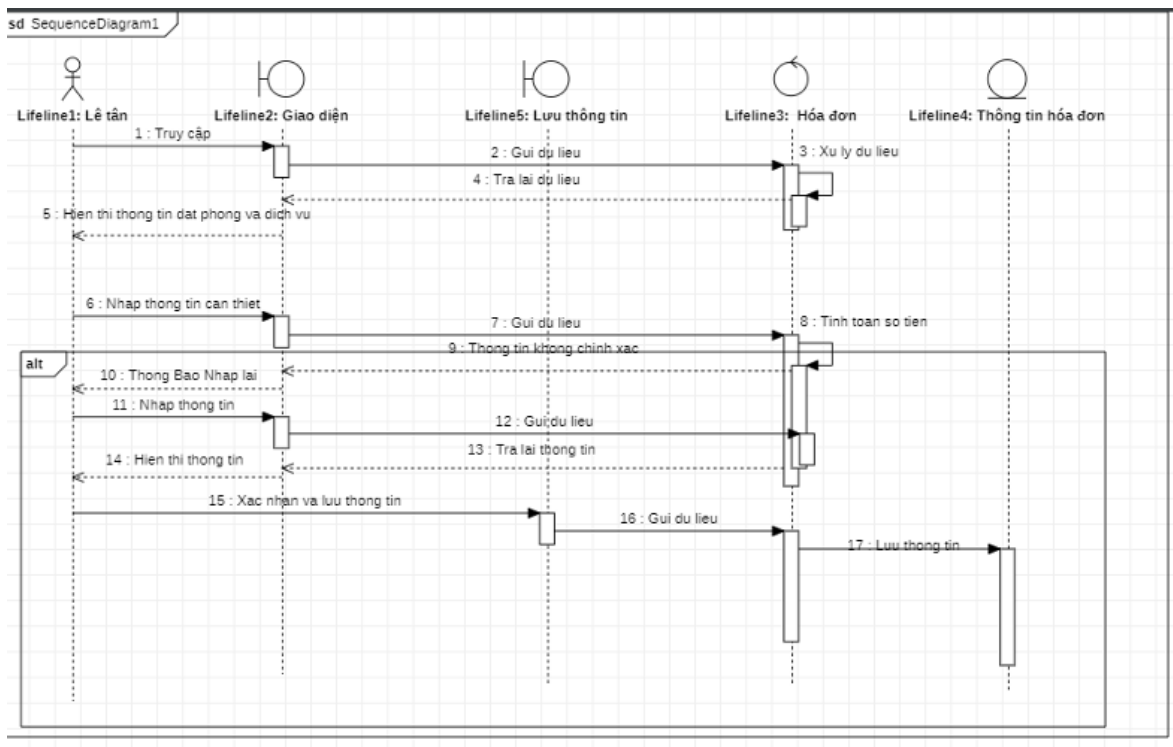 sd SequenceDiagram1
Lifeline1: Lê tân
Lifeline2: Giao diện
Lifeline5: Lưu thông tin
Lifeline3: Hóa đơn
Lifeline4: Thông tin hóa đơn
1 : Truy cập
2 : Gui du lieu
3 : Xu ly du lieu
4 : Tra lai du lieu
5 : Hien thi thong tin dat phong va dich vu
6 : Nhap thong tin can thiet
7 : Gui du lieu
8 : Tinh toan so tien
9 : Thong tin khong chinh xac
alt
10 : Thong Bao Nhap lai
11 : Nhap thong tin
12 : Gui du lieu
13 : Tra lai thong tin
14 : Hien thi thong tin
15 : Xac nhan va luu thong tin
16 : Gui du lieu
17 : Luu thong tin